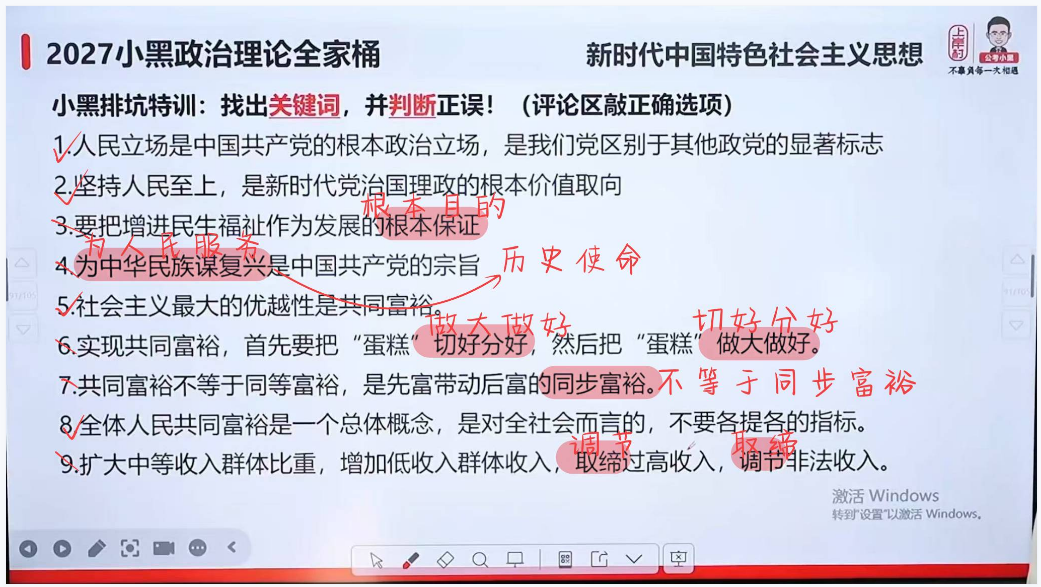 2027小黑政治理论全家桶
新时代中国特色社会主义思想
上岸村
公考小黑
不辜负每一次相遇
小黑排坑特训：找出关键词，并判断正误！（评论区敲正确选项）
1.人民立场是中国共产党的根本政治立场，是我们党区别于其他政党的显著标志
2.坚持人民至上，是新时代党治国理政的根本价值取向
根本目的
3.要把增进民生福祉作为发展的根本保证
为人民服务
4.为中华民族谋复兴是中国共产党的宗旨
历史使命
5.社会主义最大的优越性是共同富裕。
做大做好
切好分好
6.实现共同富裕，首先要把“蛋糕”切好分好，然后把“蛋糕”做大做好。
7.共同富裕不等于同等富裕，是先富带动后富的同步富裕。
不等于同步富裕
8.全体人民共同富裕是一个总体概念，是对全社会而言的，不要各提各的指标。
调节
取缔
9.扩大中等收入群体比重，增加低收入群体收入，取缔过高收入，调节非法收入。
激活 Windows
转到“设置”以激活 Windows。